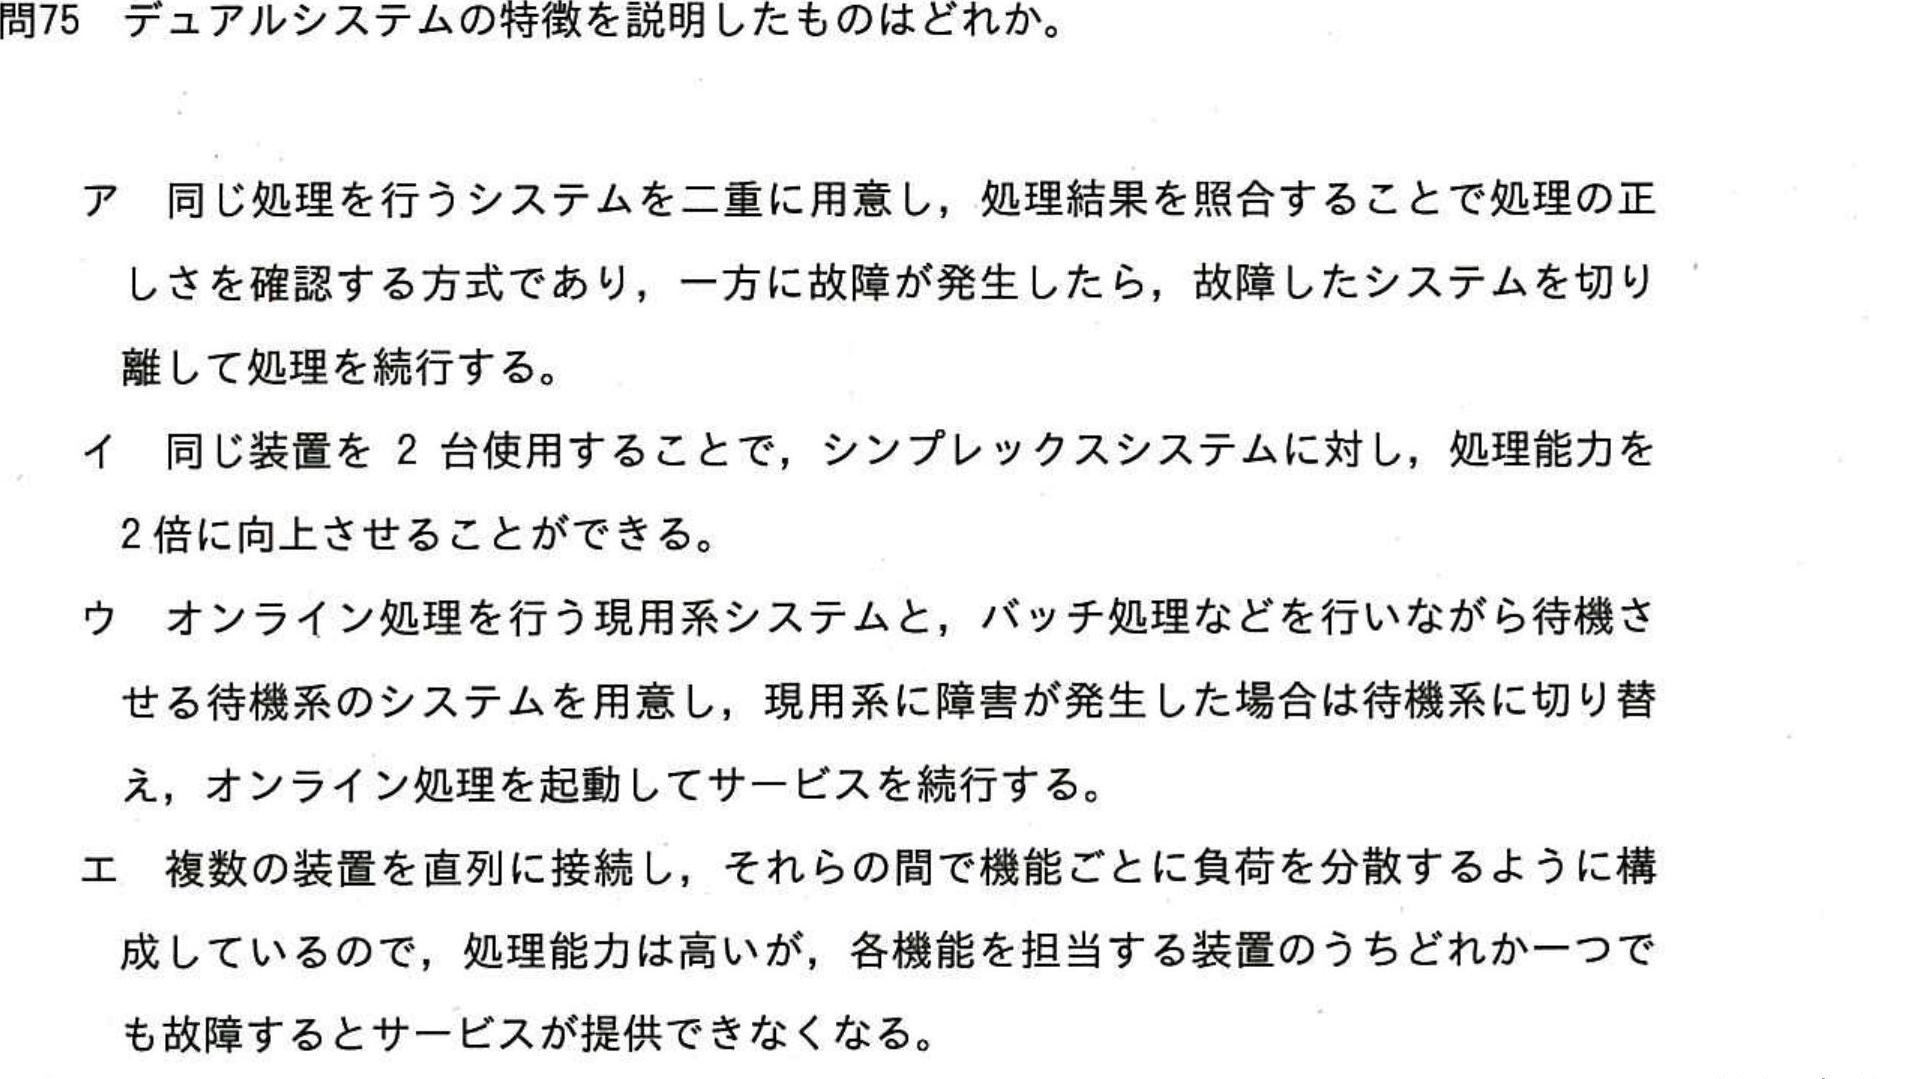 問75 デュアルシステムの特徴を説明したものはどれか。
ア 同じ処理を行うシステムを二重に用意し，処理結果を照合することで処理の正
しさを確認する方式であり，一方に故障が発生したら，故障したシステムを切り
離して処理を続行する。
イ 同じ装置を 2 台使用することで，シンプレックスシステムに対し，処理能力を
2倍に向上させることができる。
ウ オンライン処理を行う現用系システムと，バッチ処理などを行いながら待機さ
せる待機系のシステムを用意し，現用系に障害が発生した場合は待機系に切り替
え，オンライン処理を起動してサービスを続行する。
エ 複数の装置を直列に接続し，それらの間で機能ごとに負荷を分散するように構
成しているので，処理能力は高いが，各機能を担当する装置のうちどれか一つで
も故障するとサービスが提供できなくなる。